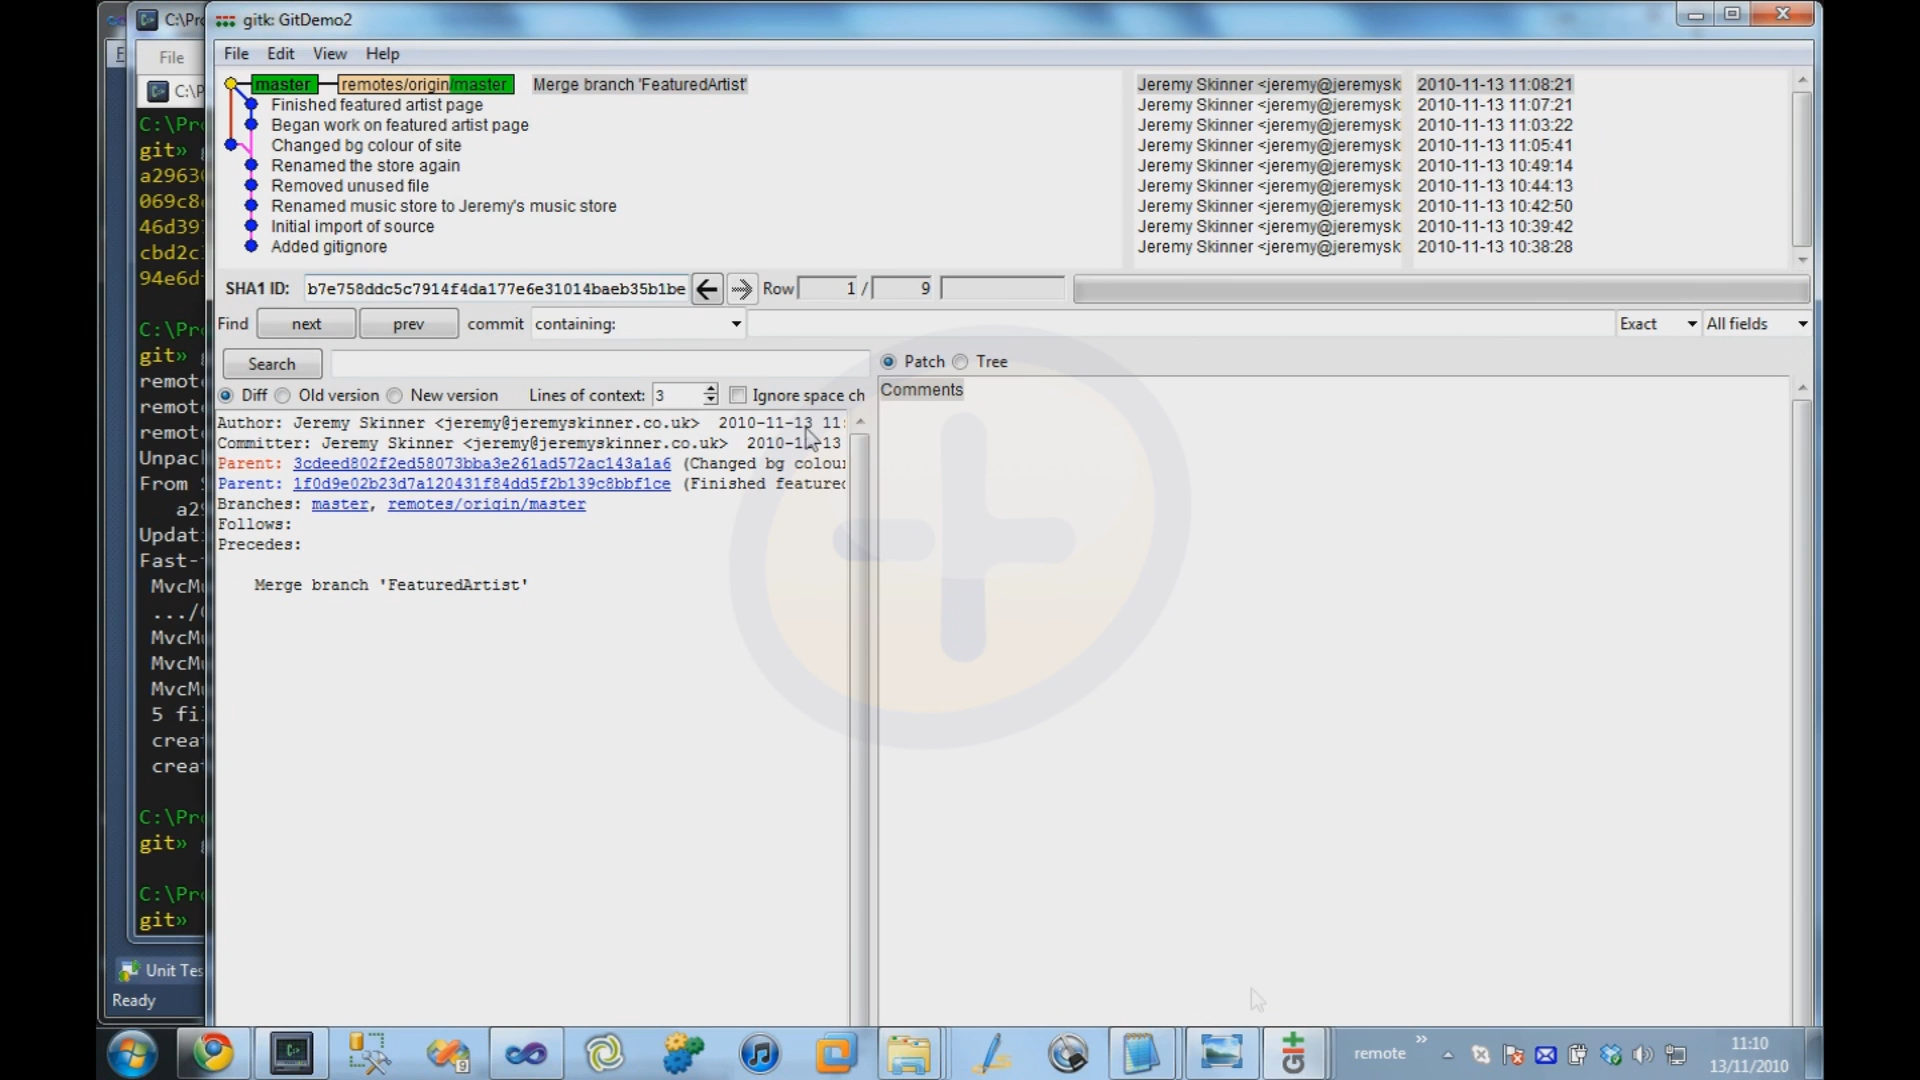 C:\Pr
gitk: GitDemo2
File
File Edit View Help
C:\P
master remotes/origin/master Merge branch 'FeaturedArtist' Jeremy Skinner <jeremy@jeremysk 2010-11-13 11:08:21
Finished featured artist page Jeremy Skinner <jeremy@jeremysk 2010-11-13 11:07:21
Began work on featured artist page Jeremy Skinner <jeremy@jeremysk 2010-11-13 11:03:22
Changed bg colour of site Jeremy Skinner <jeremy@jeremysk 2010-11-13 11:05:41
Renamed the store again Jeremy Skinner <jeremy@jeremysk 2010-11-13 10:49:14
Removed unused file Jeremy Skinner <jeremy@jeremysk 2010-11-13 10:44:13
Renamed music store to Jeremy's music store Jeremy Skinner <jeremy@jeremysk 2010-11-13 10:42:50
Initial import of source Jeremy Skinner <jeremy@jeremysk 2010-11-13 10:39:42
Added gitignore Jeremy Skinner <jeremy@jeremysk 2010-11-13 10:38:28
SHA1 ID: b7e758ddc5c7914f4da177e6e31014baeb35b1be Row 1 / 9
Find next prev commit containing: Exact All fields
Search
Patch Tree
Diff Old version New version Lines of context: 3 Ignore space ch
Comments
Author: Jeremy Skinner <jeremy@jeremyskinner.co.uk> 2010-11-13 11:
Committer: Jeremy Skinner <jeremy@jeremyskinner.co.uk> 2010-11-13
Parent: 3cdeed802f2ed58073bba3e261ad572ac143a1a6 (Changed bg colou
Parent: 1f0d9e02b23d7a120431f84dd5f2b139c8bbf1ce (Finished featured
Branches: master, remotes/origin/master
Follows:
Precedes:
Merge branch 'FeaturedArtist'
C:\Pr
git»
a2963
069c8
46d39
cbd2c
94e6d
C:\Pr
git»
remot
remot
remot
Unpac
From
a2
Updat
Fast-
MvcM
.../
MvcM
MvcM
MvcM
5 fi
crea
crea
C:\Pr
git»
C:\Pr
git»
Unit Tes
Ready
remote
11:10
13/11/2010